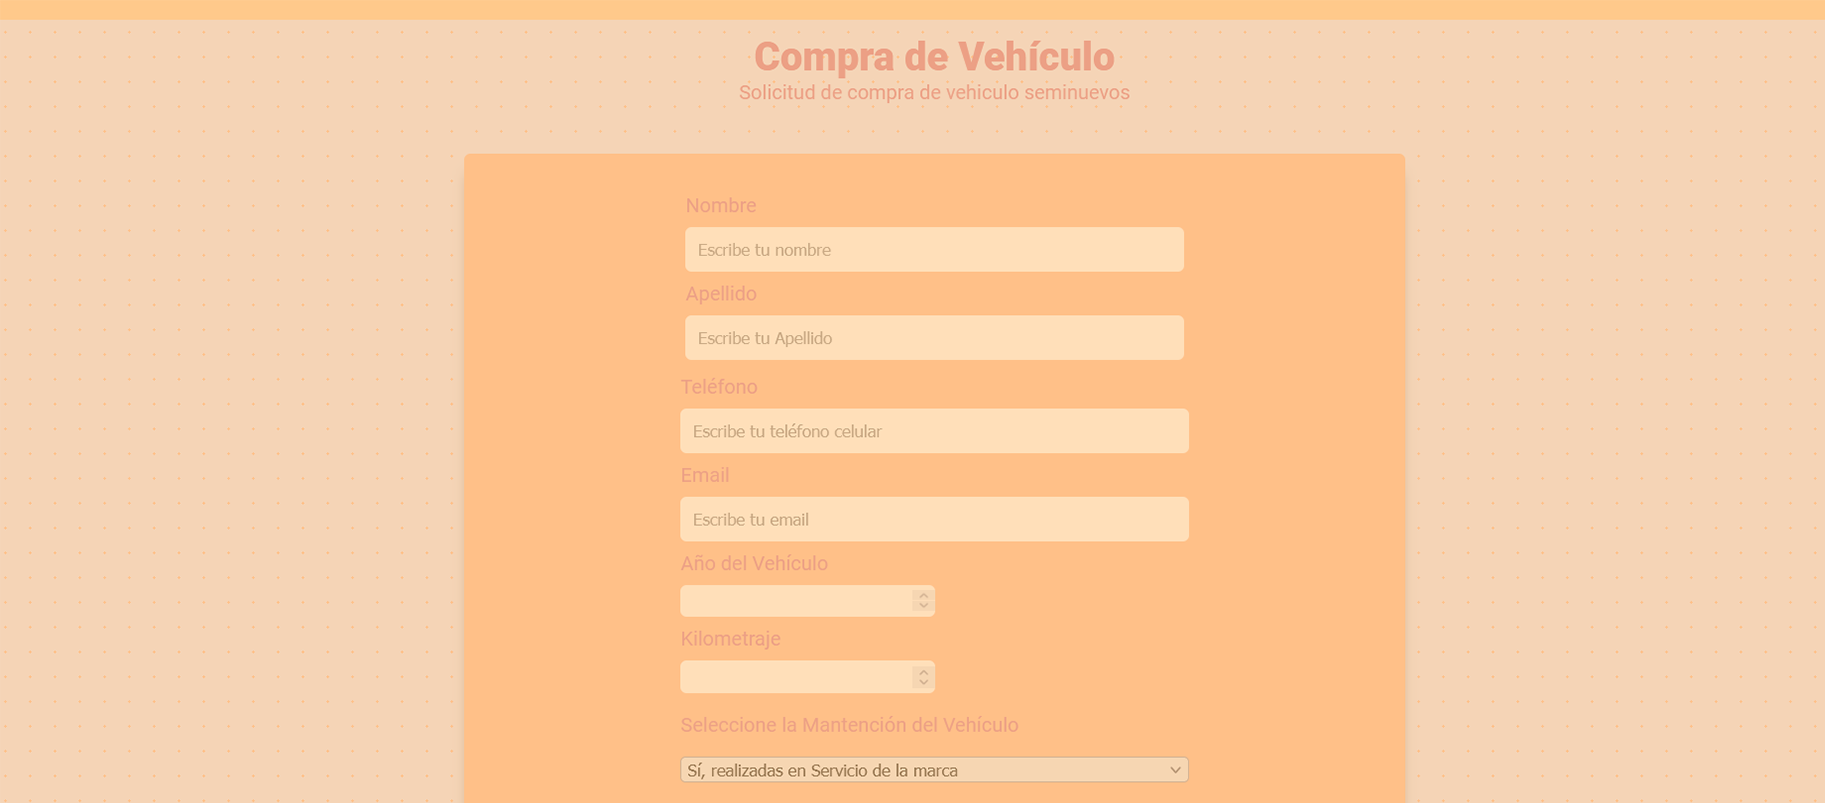 Compra de Vehículo
Solicitud de compra de vehiculo seminuevos
Nombre
Escribe tu nombre
Apellido
Escribe tu Apellido
Teléfono
Escribe tu teléfono celular
Email
Escribe tu email
Año del Vehículo
Kilometraje
Seleccione la Mantención del Vehículo
Sí, realizadas en Servicio de la marca